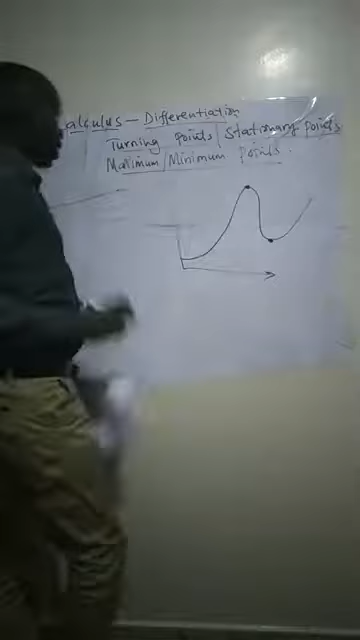 alculus - Differentiation
Turning Points / Stationary Points
Maximum / Minimum Points.